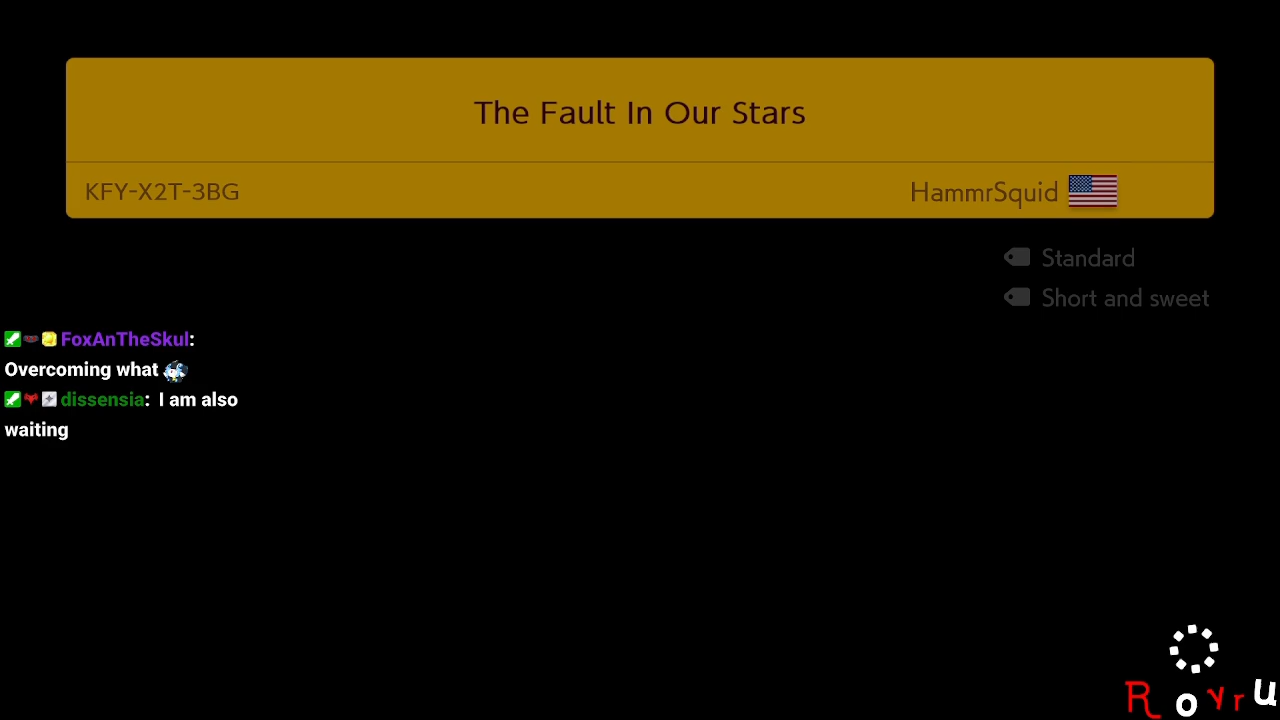 The Fault In Our Stars
KFY-X2T-3BG
HammrSquid
Standard
Short and sweet
FoxAnTheSkul:
Overcoming what
dissensia: I am also
waiting
Royru